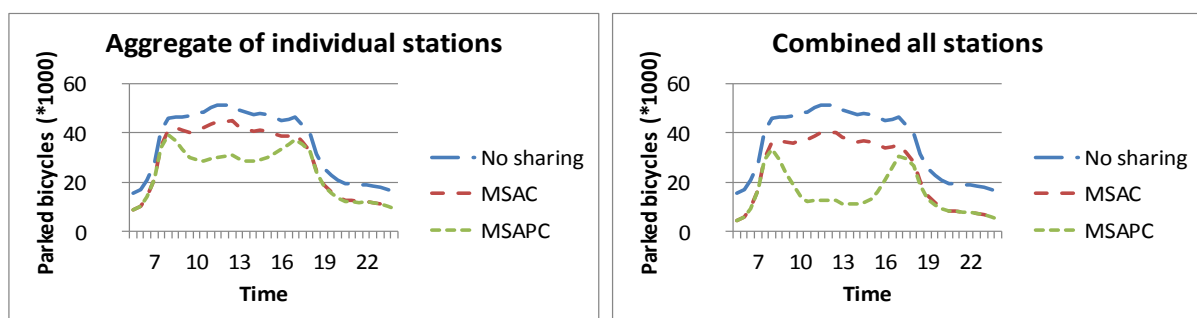 Aggregate of individual stations
Parked bicycles (*1000)
60
40
20
0
7 10 13 16 19 22
Time
No sharing
MSAC
MSAPC
Combined all stations
Parked bicycles (*1000)
60
40
20
0
7 10 13 16 19 22
Time
No sharing
MSAC
MSAPC